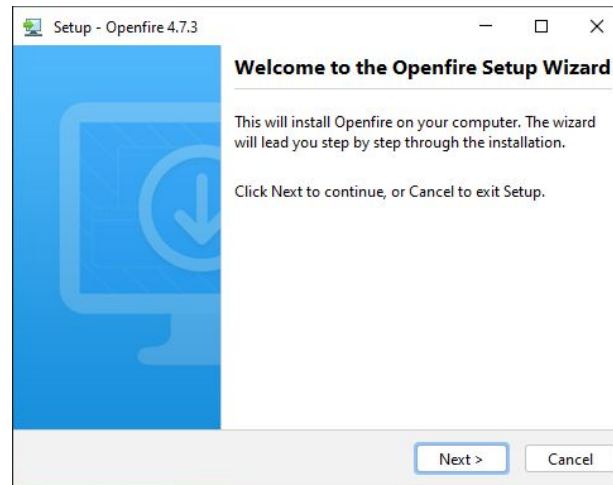 Setup - Openfire 4.7.3
Welcome to the Openfire Setup Wizard
This will install Openfire on your computer. The wizard
will lead you step by step through the installation.
Click Next to continue, or Cancel to exit Setup.
Next >
Cancel